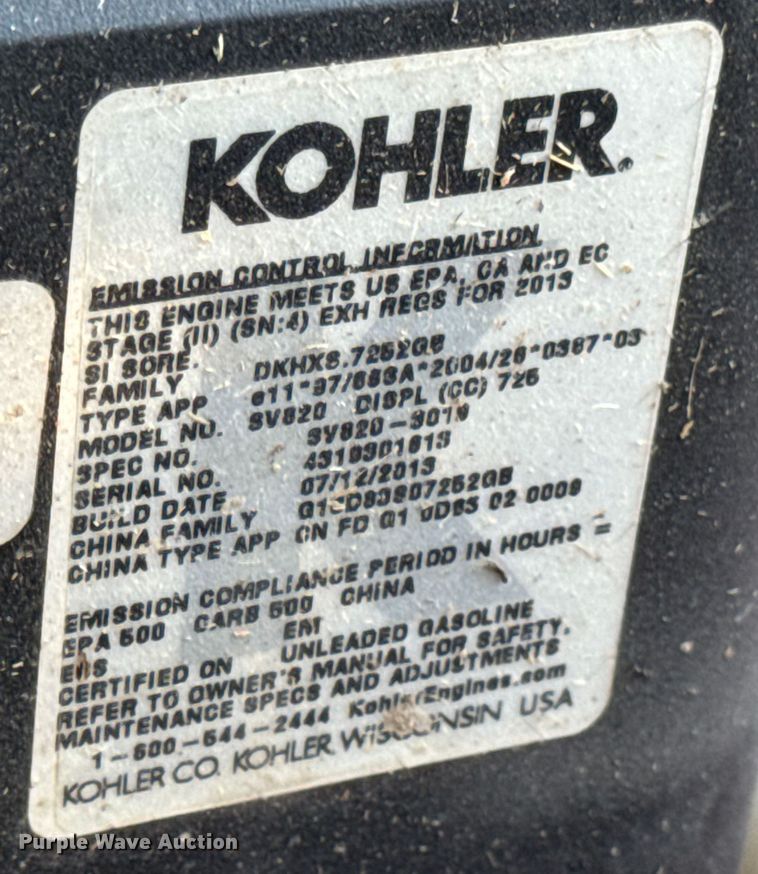 KOHLER®
EMISSION CONTROL INFORMATION
THIS ENGINE MEETS US EPA, CA AND EC
STAGE (II) (SN:4) EXH REGS FOR 2013
SI SORE.
FAMILY DKHXS.7252GB
TYPE APP e11*97/68SA*2004/26*0387*03
MODEL NO. SV820 DISPL (CC) 725
SPEC NO. SV820-3019
SERIAL NO. 4310301613
BUILD DATE 07/12/2013
CHINA FAMILY
CHINA TYPE APP CN FD G1
EMISSION COMPLIANCE PERIOD IN HOURS =
EPA 500 CARB 500 CHINA
EMS EM
CERTIFIED ON UNLEADED GASOLINE
REFER TO OWNER'S MANUAL FOR SAFETY,
MAINTENANCE SPECS AND ADJUSTMENTS
1-800-544-2444 KohlerEngines.com
KOHLER CO. KOHLER WISCONSIN USA
Purple Wave Auction